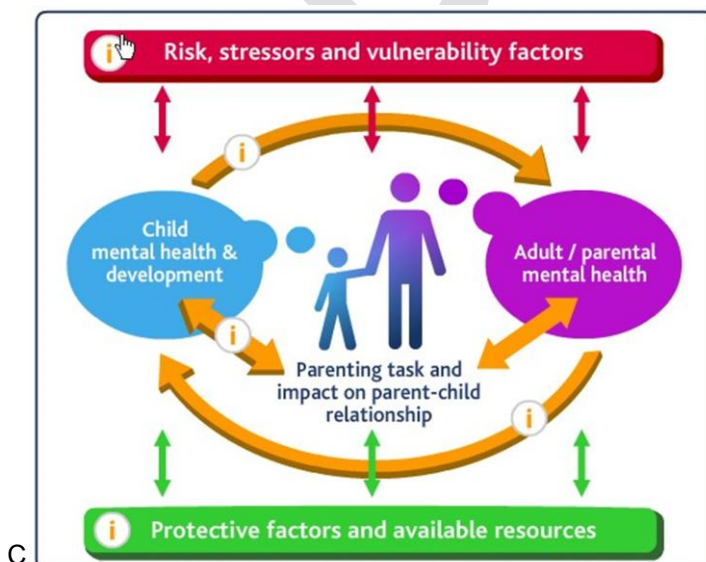 i Risk, stressors and vulnerability factors
i
Child
mental health &
development
Adult / parental
mental health
i
Parenting task and
impact on parent-child
relationship
i
i Protective factors and available resources
C